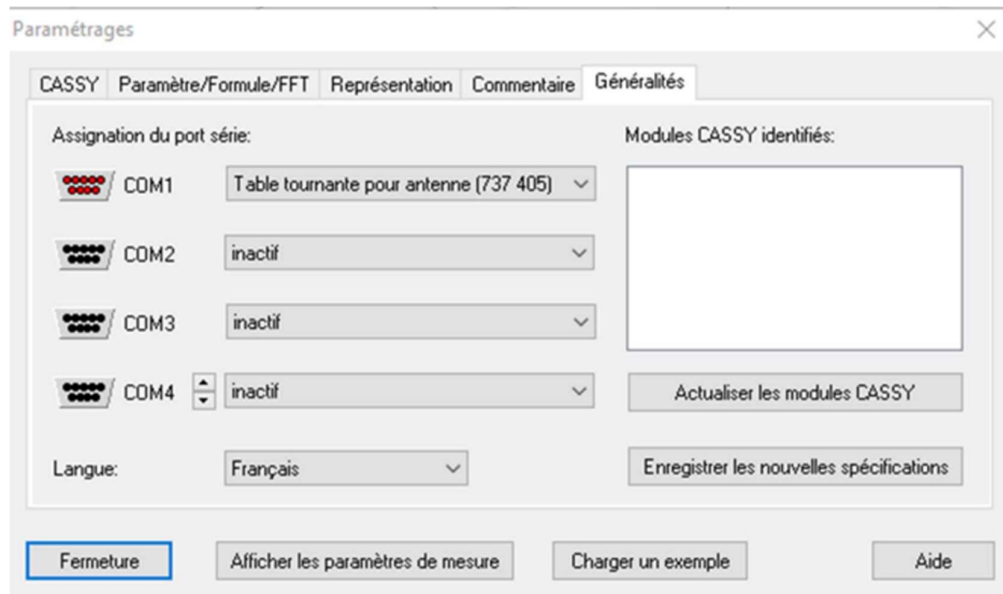 Paramétrages
CASSY Paramètre/Formule/FFT Représentation Commentaire Généralités
Assignation du port série:
Modules CASSY identifiés:
COM1 Table tournante pour antenne (737 405)
COM2 inactif
COM3 inactif
COM4 inactif
Actualiser les modules CASSY
Langue: Français
Enregistrer les nouvelles spécifications
Fermeture Afficher les paramètres de mesure Charger un exemple Aide